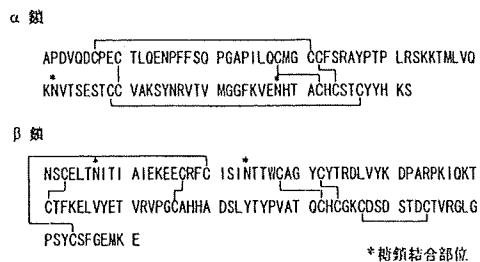 α 鎖
APDVQDCPEC TLQENPFFSQ PGAPILQCMG CCFSRAYPTP LRSKKTMLVQ
*
KNVTSESTCC VAKSYNRVTV MGGFKVENHT ACHCSTCYYH KS
β 鎖
NSCELTNITI AIEKEECRFC ISINTTWCAG YCYTRDLVYK DPARPKIQKT
CTFKELVYET VRVPGCAHHA DSLYTYPVAT QCHCGKCDSD STDCTVRGLG
PSYCSFGEMK E
*糖鎖結合部位